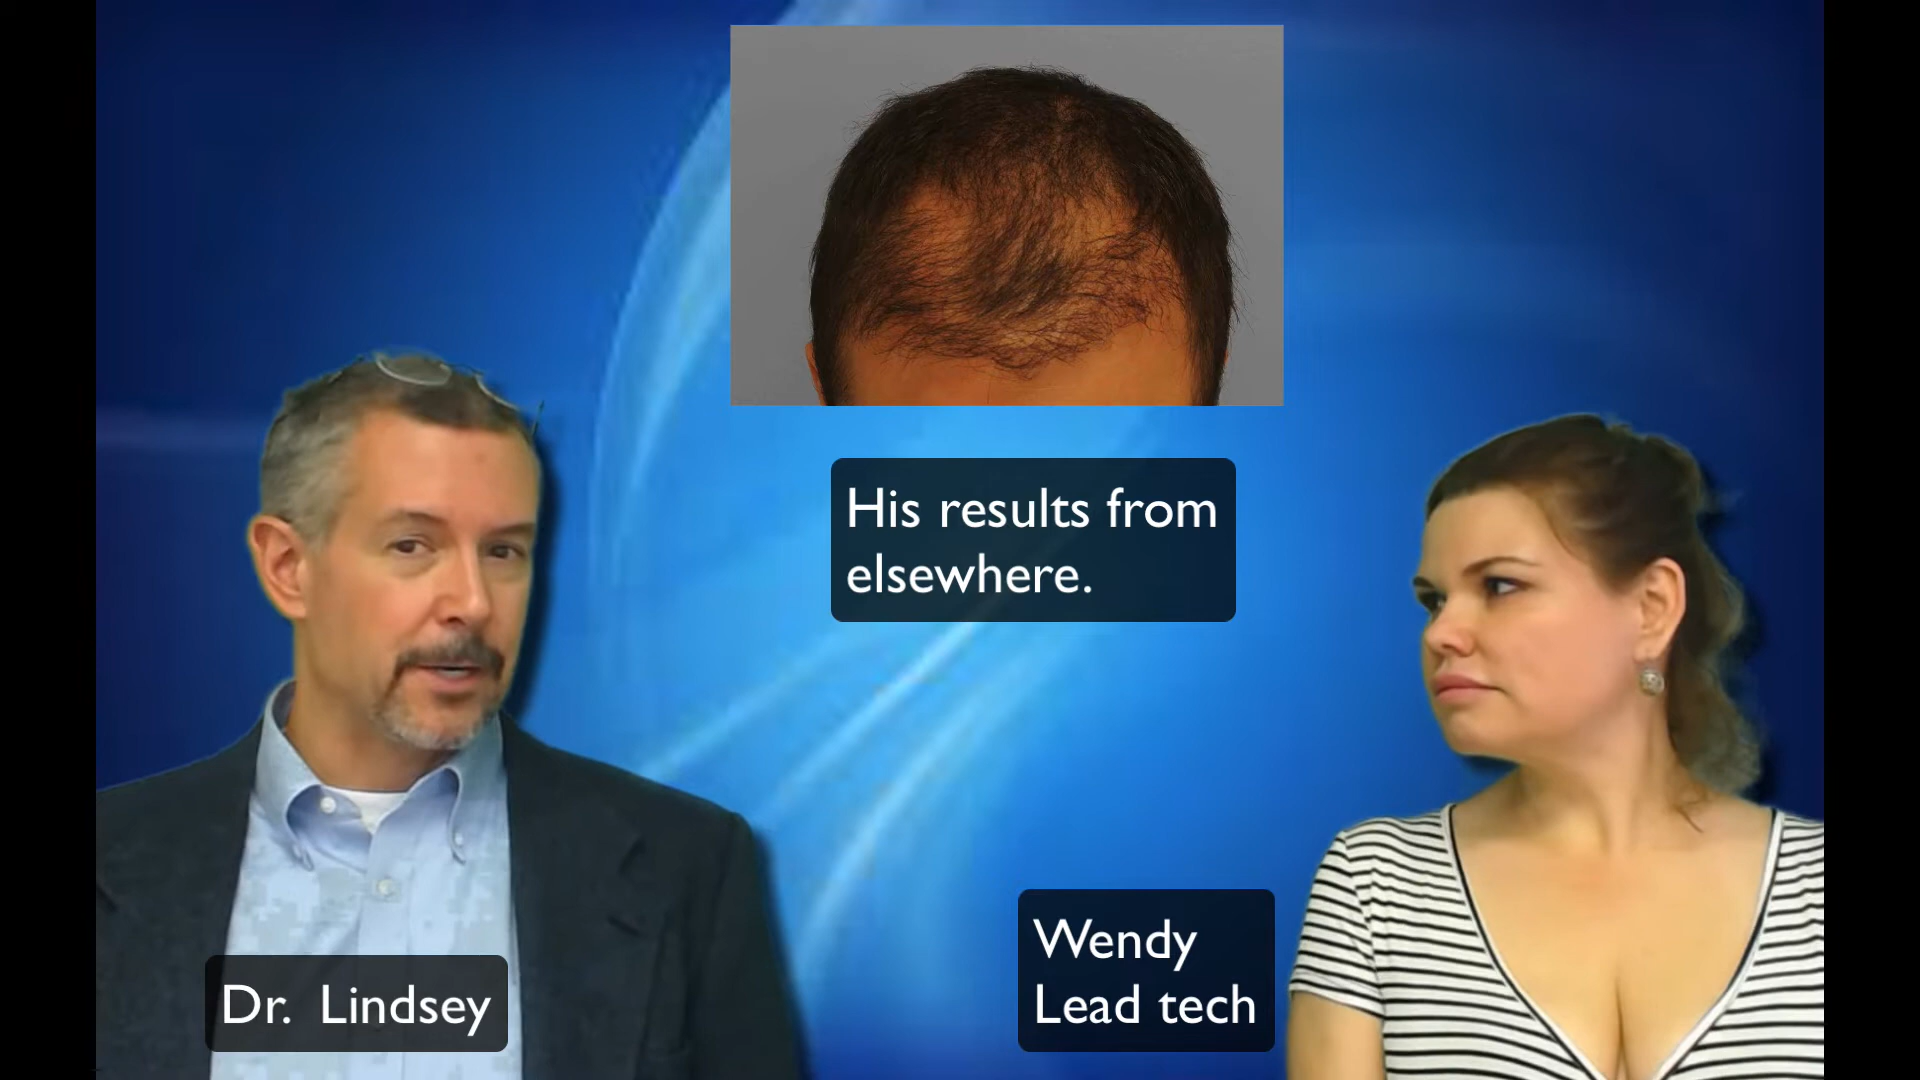 His results from
elsewhere.
Wendy
Lead tech
Dr. Lindsey